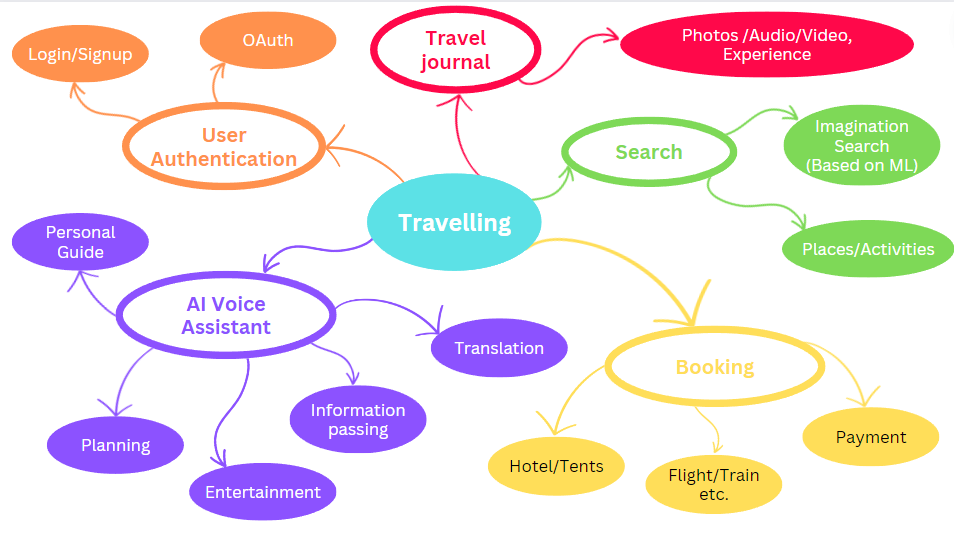 Login/Signup
OAuth
User
Authentication
Travel
journal
Photos /Audio/Video,
Experience
Search
Imagination
Search
(Based on ML)
Places/Activities
Travelling
Personal
Guide
AI Voice
Assistant
Translation
Information
passing
Planning
Entertainment
Booking
Hotel/Tents
Flight/Train
etc.
Payment